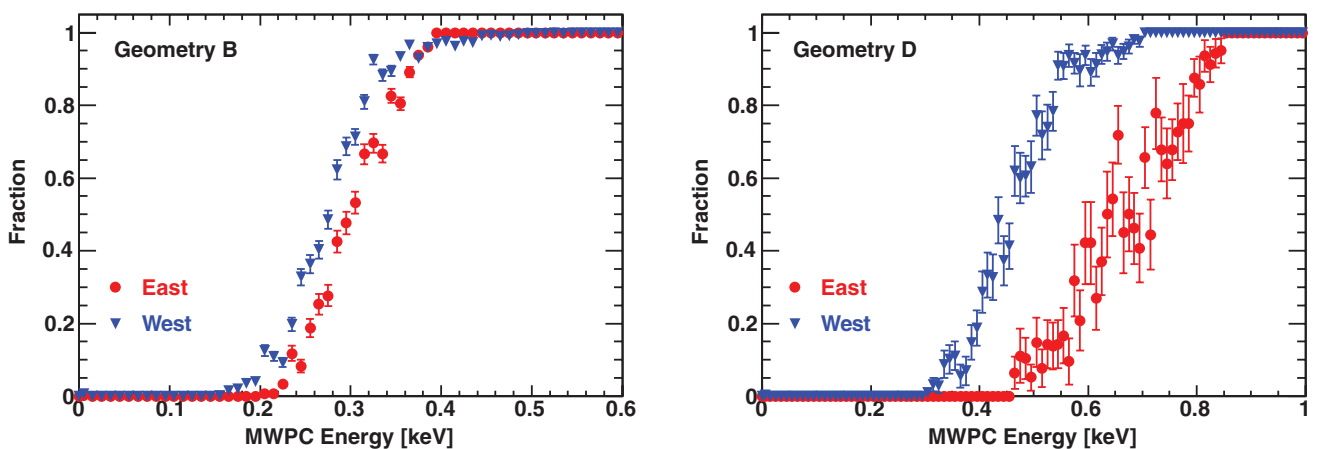 Geometry B
1
0.8
0.6
0.4
0.2
0
Fraction
East
West
0 0.1 0.2 0.3 0.4 0.5 0.6
MWPC Energy [keV]
Geometry D
1
0.8
0.6
0.4
0.2
0
Fraction
East
West
0 0.2 0.4 0.6 0.8 1
MWPC Energy [keV]